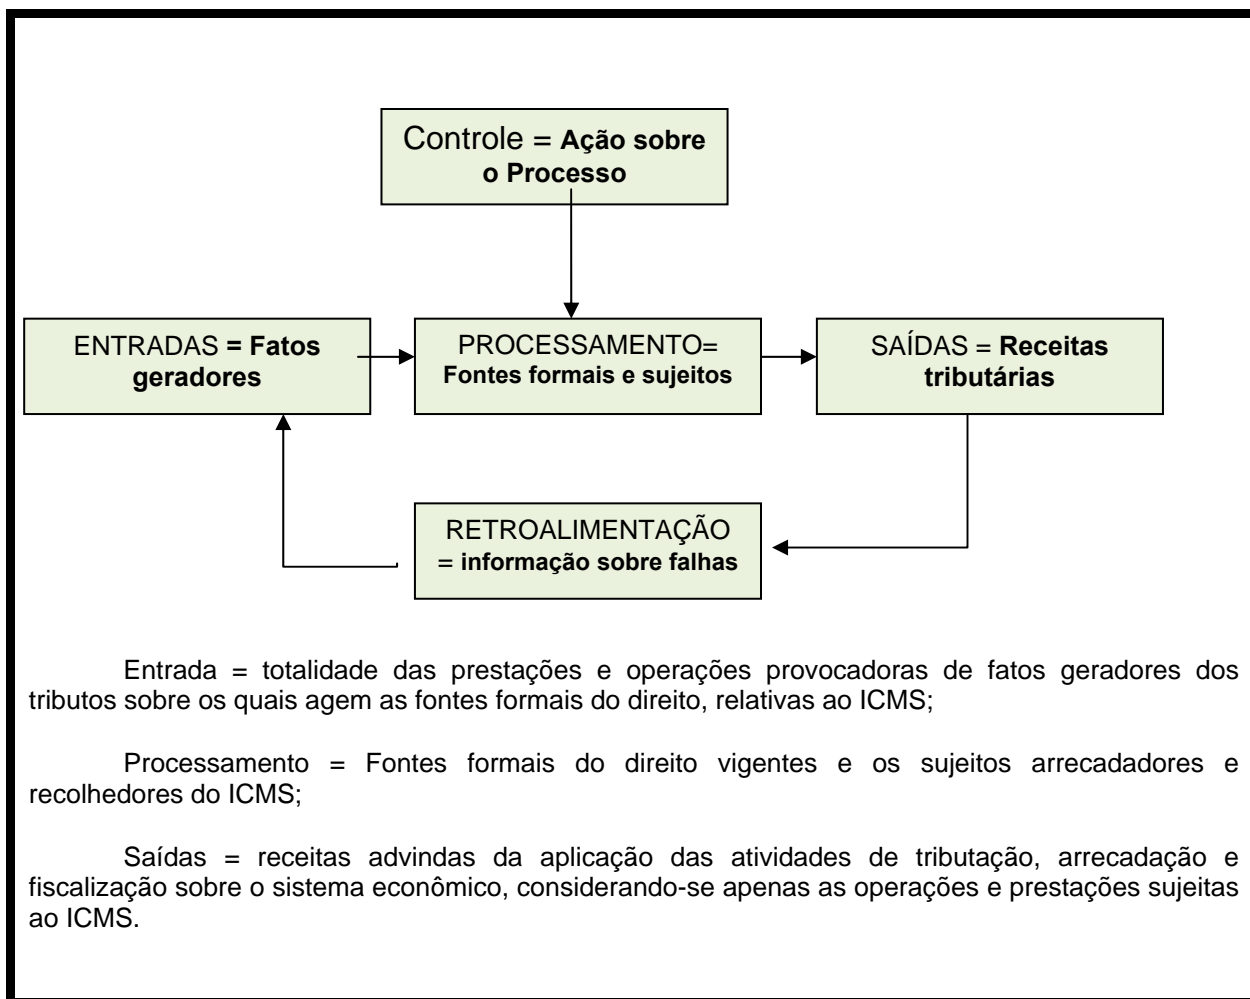 Controle = Ação sobre
o Processo
ENTRADAS = Fatos
geradores
PROCESSAMENTO=
Fontes formais e sujeitos
SAÍDAS = Receitas
tributárias
RETROALIMENTAÇÃO
= informação sobre falhas
Entrada = totalidade das prestações e operações provocadoras de fatos geradores dos
tributos sobre os quais agem as fontes formais do direito, relativas ao ICMS;
Processamento = Fontes formais do direito vigentes e os sujeitos arrecadadores e
recolhedores do ICMS;
Saídas = receitas advindas da aplicação das atividades de tributação, arrecadação e
fiscalização sobre o sistema econômico, considerando-se apenas as operações e prestações sujeitas
ao ICMS.